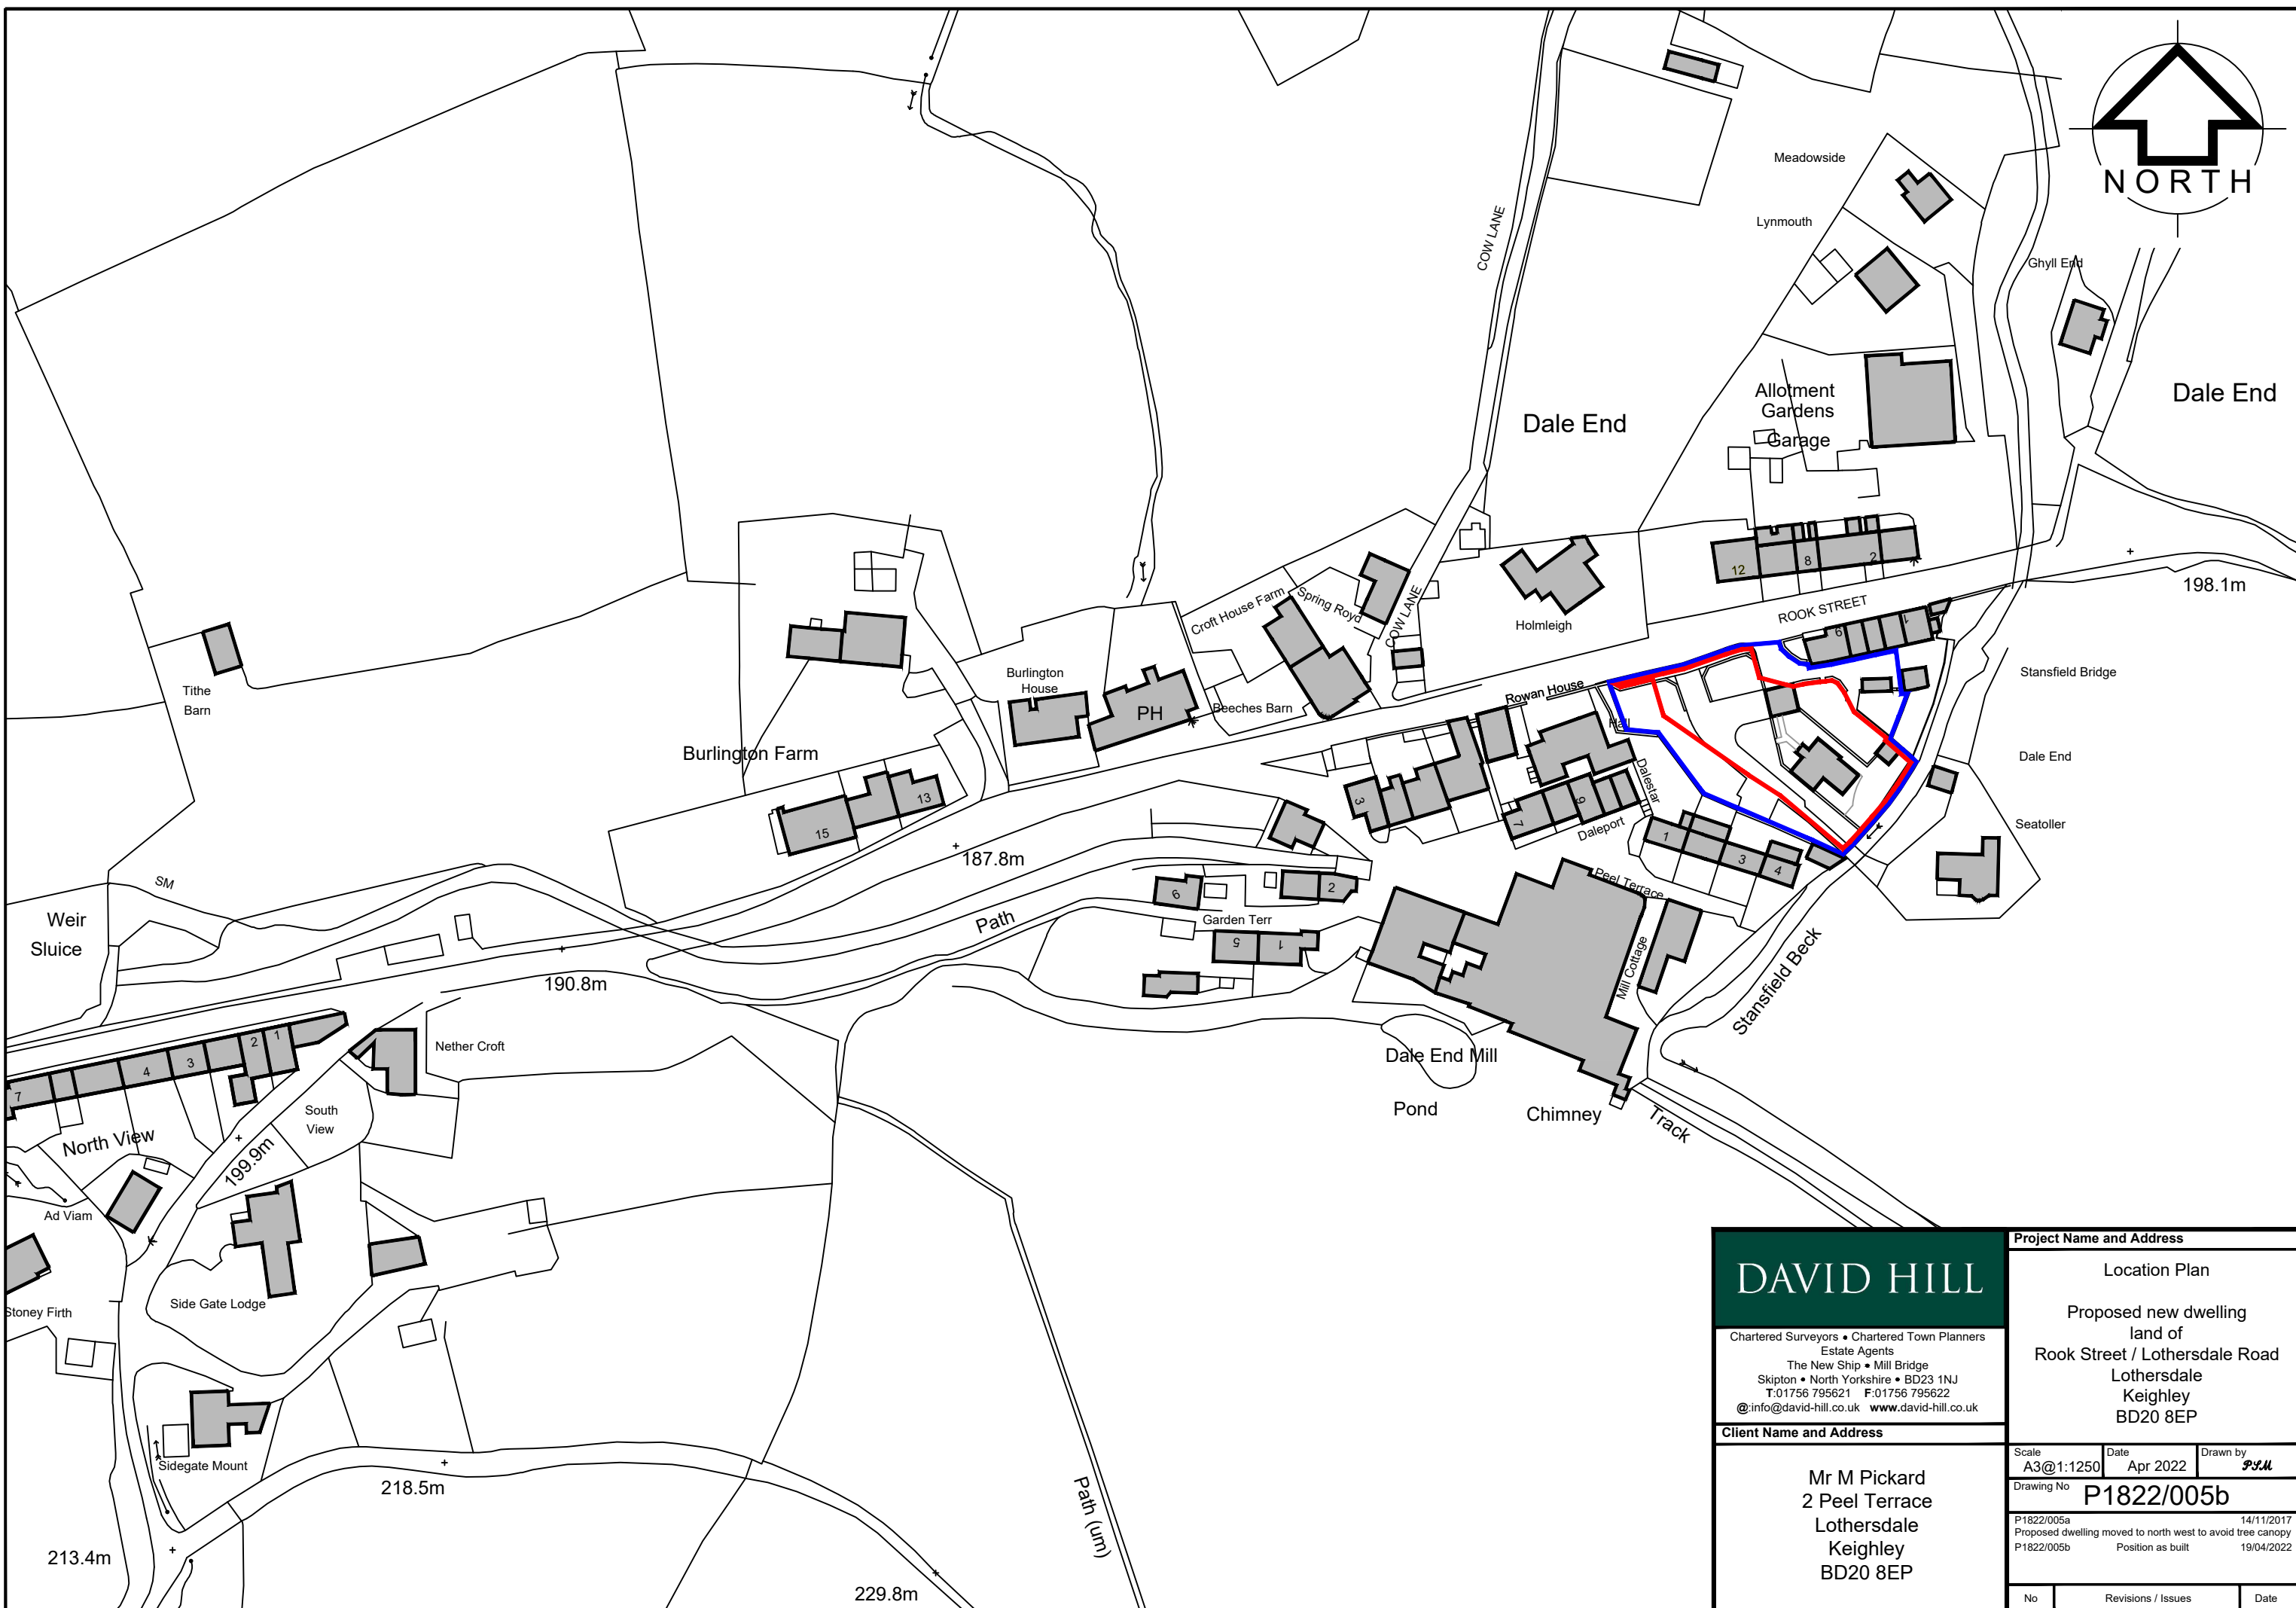 NORTH
Meadowside
Lynmouth
Ghyll End
COW LANE
Dale End
Dale End
Allotment
Gardens
Garage
12
8
2
198.1m
ROOK STREET
9
1
Croft House Farm
Spring Royd
COW LANE
Holmleigh
Stansfield Bridge
Burlington
House
PH
Beeches Barn
Rowan House
Hall
Tithe
Barn
Burlington Farm
13
15
Dale End
Dalestar
3
7
9
Daleport
Seatoller
1
3
4
187.8m
Peel Terrace
SM
Weir
Sluice
Path
6
2
Garden Terr
5
1
Mill Cottage
Stansfield Beck
190.8m
Nether Croft
7
4
3
2
1
Dale End Mill
Pond
Chimney
Track
South
View
North View
199.9m
Ad Viam
Side Gate Lodge
Stoney Firth
Sidegate Mount
218.5m
213.4m
229.8m
Path (um)
DAVID HILL
Chartered Surveyors • Chartered Town Planners
Estate Agents
The New Ship • Mill Bridge
Skipton • North Yorkshire • BD23 1NJ
T:01756 795621 F:01756 795622
@:info@david-hill.co.uk www.david-hill.co.uk
Client Name and Address
Mr M Pickard
2 Peel Terrace
Lothersdale
Keighley
BD20 8EP
Project Name and Address
Location Plan
Proposed new dwelling
land of
Rook Street / Lothersdale Road
Lothersdale
Keighley
BD20 8EP
Scale Date Drawn by
A3@1:1250 Apr 2022 PSM
Drawing No P1822/005b
P1822/005a 14/11/2017
Proposed dwelling moved to north west to avoid tree canopy
P1822/005b Position as built 19/04/2022
No Revisions / Issues Date